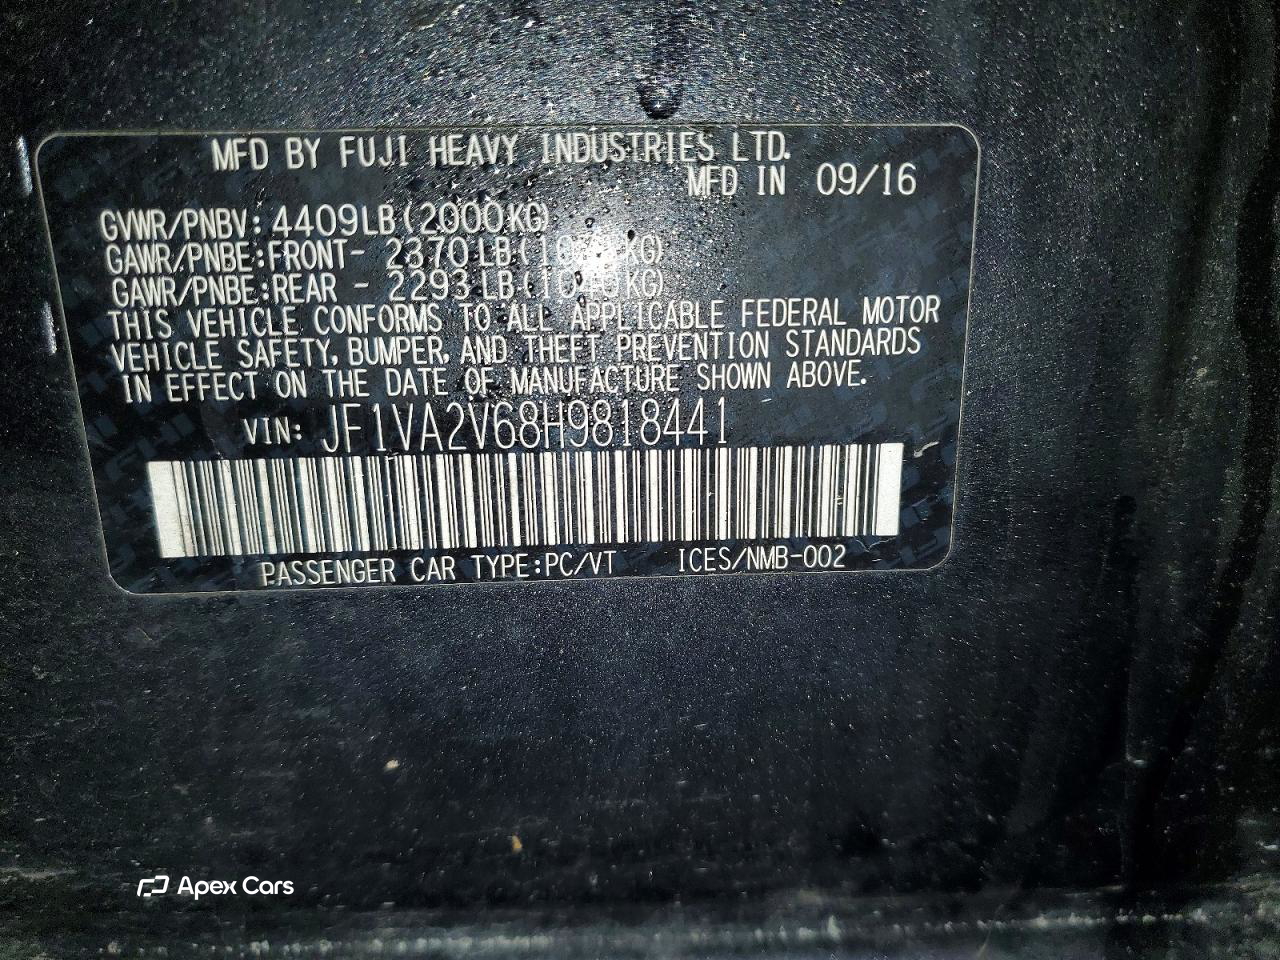 MFD BY FUJI HEAVY INDUSTRIES LTD.
MFD IN 09/16
GVWR/PNBV: 4409LB(2000KG)
GAWR/PNBE:FRONT- 2370LB
GAWR/PNBE:REAR - 2293LB(1040KG)
THIS VEHICLE CONFORMS TO ALL APPLICABLE FEDERAL MOTOR
VEHICLE SAFETY, BUMPER, AND THEFT PREVENTION STANDARDS
IN EFFECT ON THE DATE OF MANUFACTURE SHOWN ABOVE.
VIN: JF1VA2V68H9818441
PASSENGER CAR TYPE:PC/VT ICES/NMB-002
Apex Cars